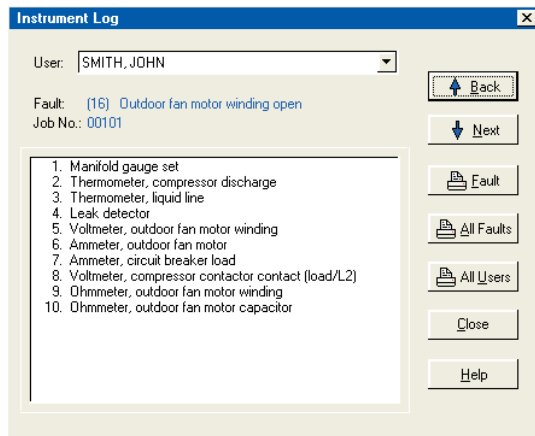 Instrument Log
User: SMITH, JOHN
Fault: (16) Outdoor fan motor winding open
Job No.: 00101
1. Manifold gauge set
2. Thermometer, compressor discharge
3. Thermometer, liquid line
4. Leak detector
5. Voltmeter, outdoor fan motor winding
6. Ammeter, outdoor fan motor
7. Ammeter, circuit breaker load
8. Voltmeter, compressor contactor contact (load/L2)
9. Ohmmeter, outdoor fan motor winding
10. Ohmmeter, outdoor fan motor capacitor
Back
Next
Fault
All Faults
All Users
Close
Help